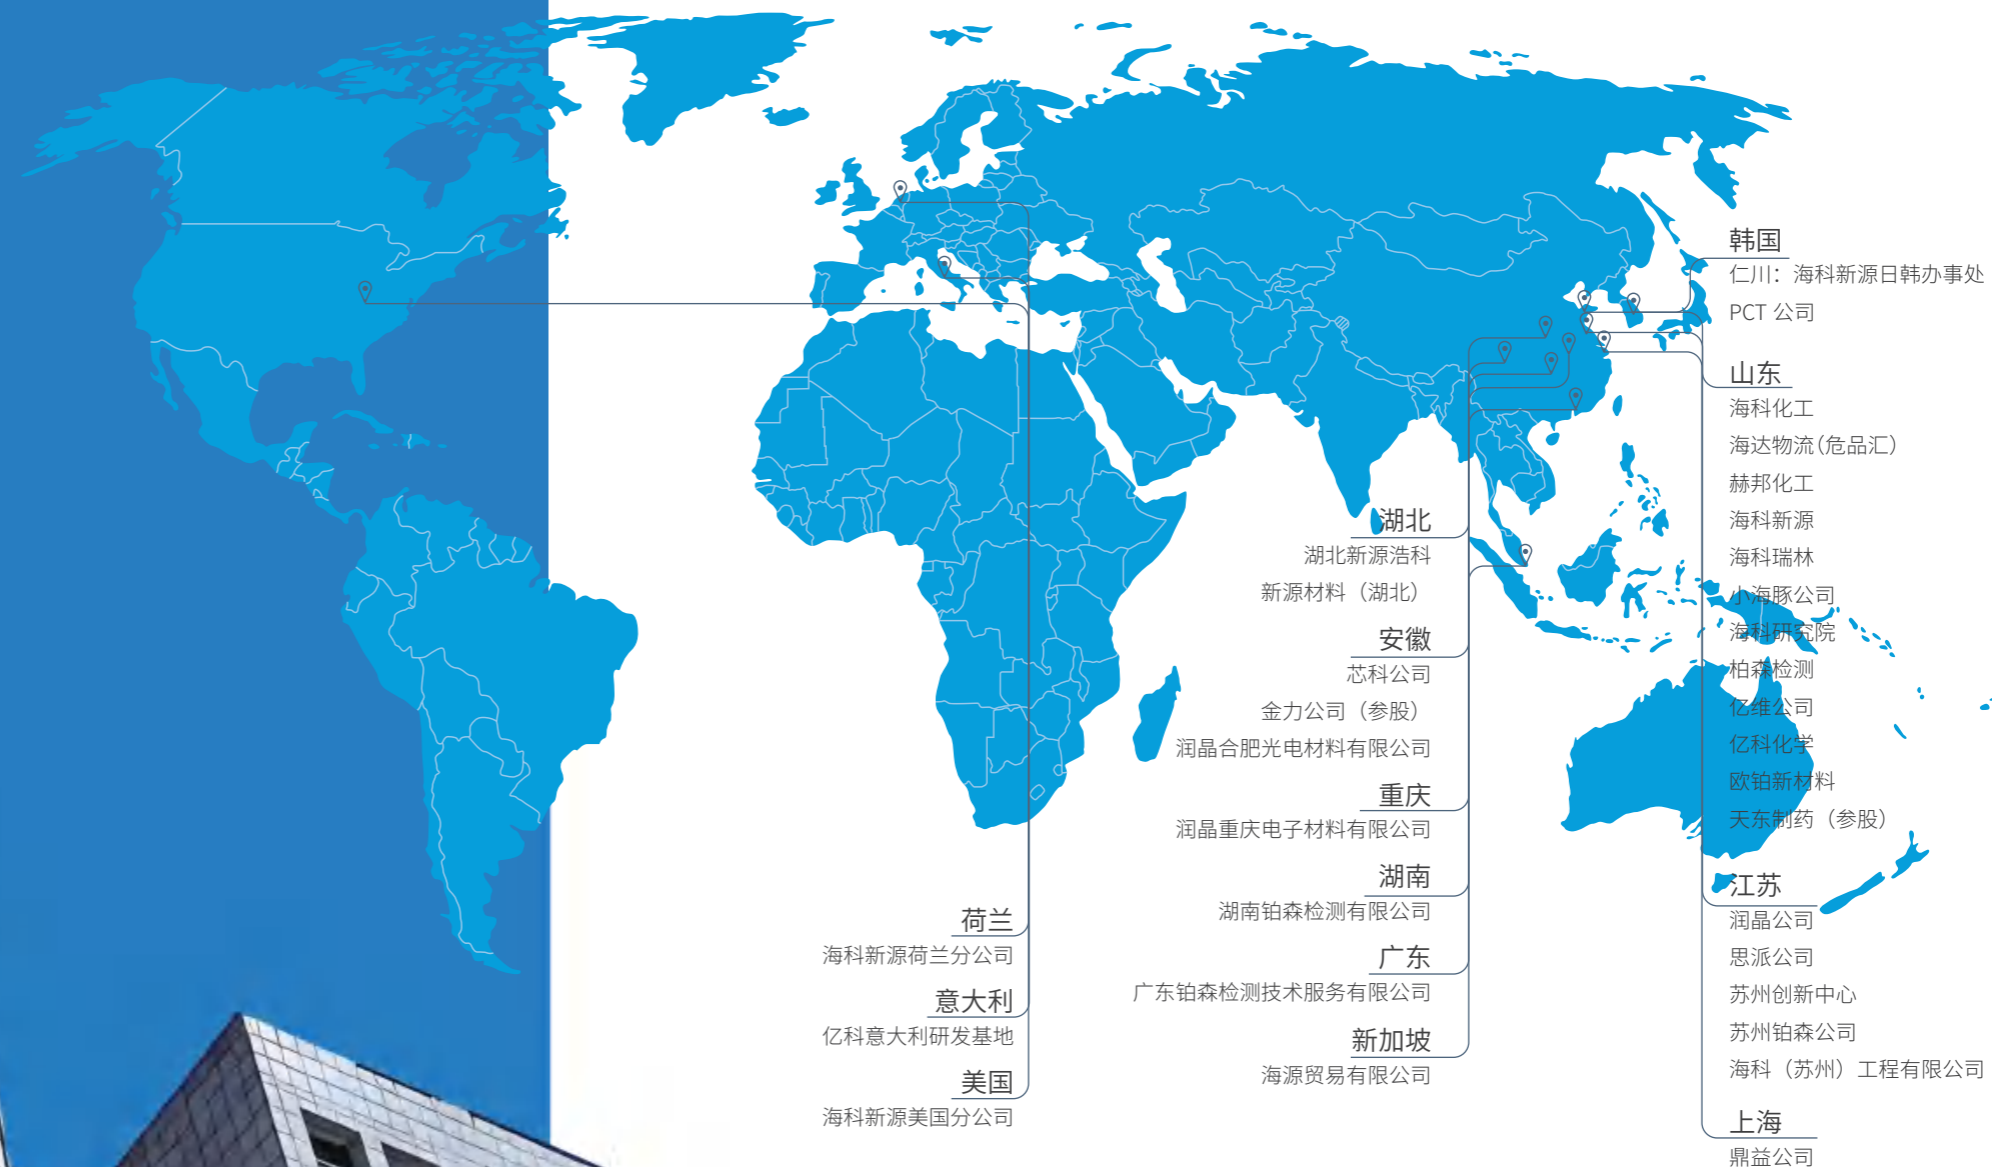 韩国
仁川：海科新源日韩办事处
PCT 公司
山东
海科化工
海达物流（危品汇）
赫邦化工
海科新源
海科瑞林
小海豚公司
海科研究院
柏森检测
亿维公司
亿科化学
欧铂新材料
天东制药（参股）
江苏
润晶公司
思派公司
苏州创新中心
苏州铂森公司
海科（苏州）工程有限公司
上海
鼎益公司
湖北
湖北新源浩科
新源材料（湖北）
安徽
芯科公司
金力公司（参股）
润晶合肥光电材料有限公司
重庆
润晶重庆电子材料有限公司
湖南
湖南铂森检测有限公司
广东
广东铂森检测技术服务有限公司
新加坡
海源贸易有限公司
荷兰
海科新源荷兰分公司
意大利
亿科意大利研发基地
美国
海科新源美国分公司